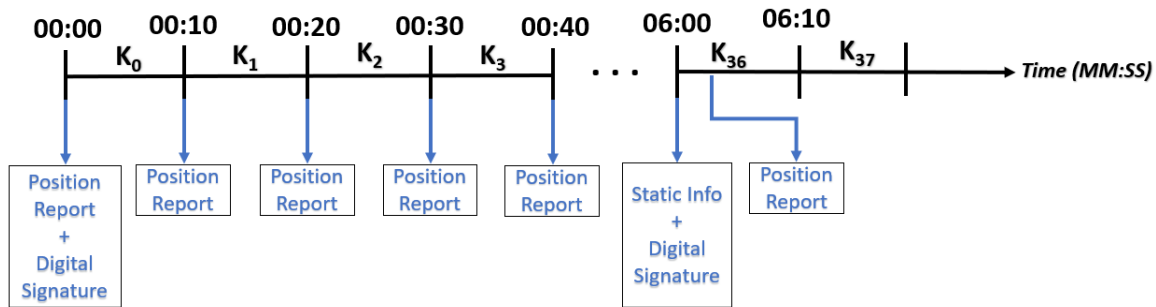 00:00 00:10 00:20 00:30 00:40 06:00 06:10
K0 K1 K2 K3 . . . K36 K37
Time (MM:SS)
Position
Report
+
Digital
Signature
Position
Report
Position
Report
Position
Report
Position
Report
Static Info
+
Digital
Signature
Position
Report